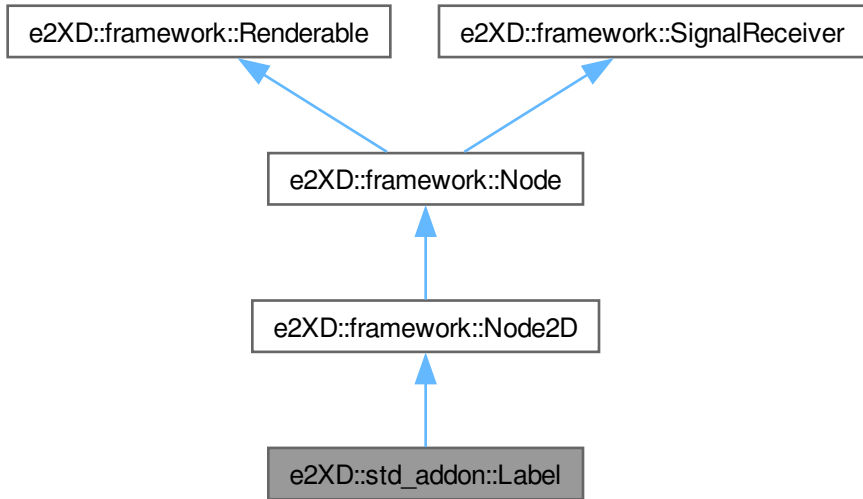 e2XD::framework::Renderable
e2XD::framework::SignalReceiver
e2XD::framework::Node
e2XD::framework::Node2D
e2XD::std_addon::Label